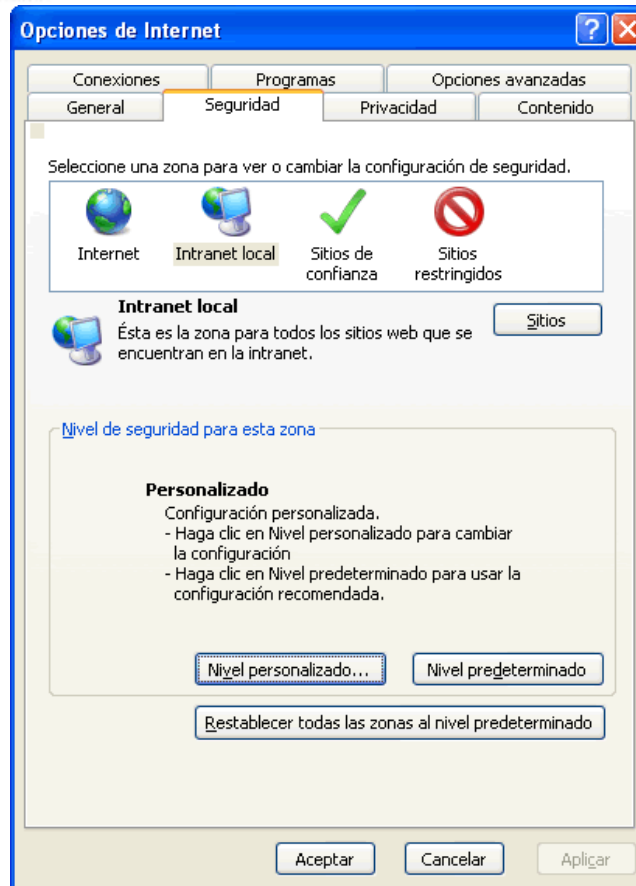 Opciones de Internet
Conexiones Programas Opciones avanzadas
General Seguridad Privacidad Contenido
Seleccione una zona para ver o cambiar la configuración de seguridad.
Internet Intranet local Sitios de confianza Sitios restringidos
Intranet local
Ésta es la zona para todos los sitios web que se
encuentran en la intranet.
Sitios
Nivel de seguridad para esta zona
Personalizado
Configuración personalizada.
- Haga clic en Nivel personalizado para cambiar
la configuración
- Haga clic en Nivel predeterminado para usar la
configuración recomendada.
Nivel personalizado... Nivel predeterminado
Restablecer todas las zonas al nivel predeterminado
Aceptar Cancelar Aplicar